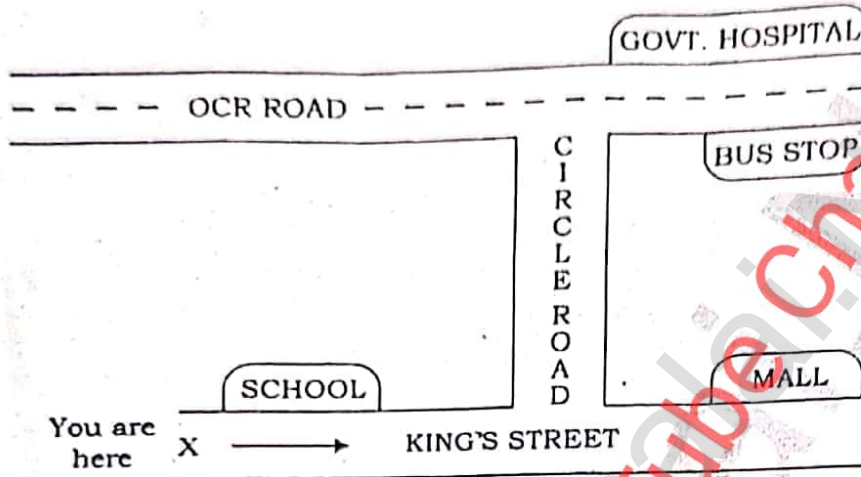 GOVT. HOSPITAL
OCR ROAD
CIRCLE ROAD
BUS STOP
SCHOOL
MALL
You are
here
X
KING'S STREET